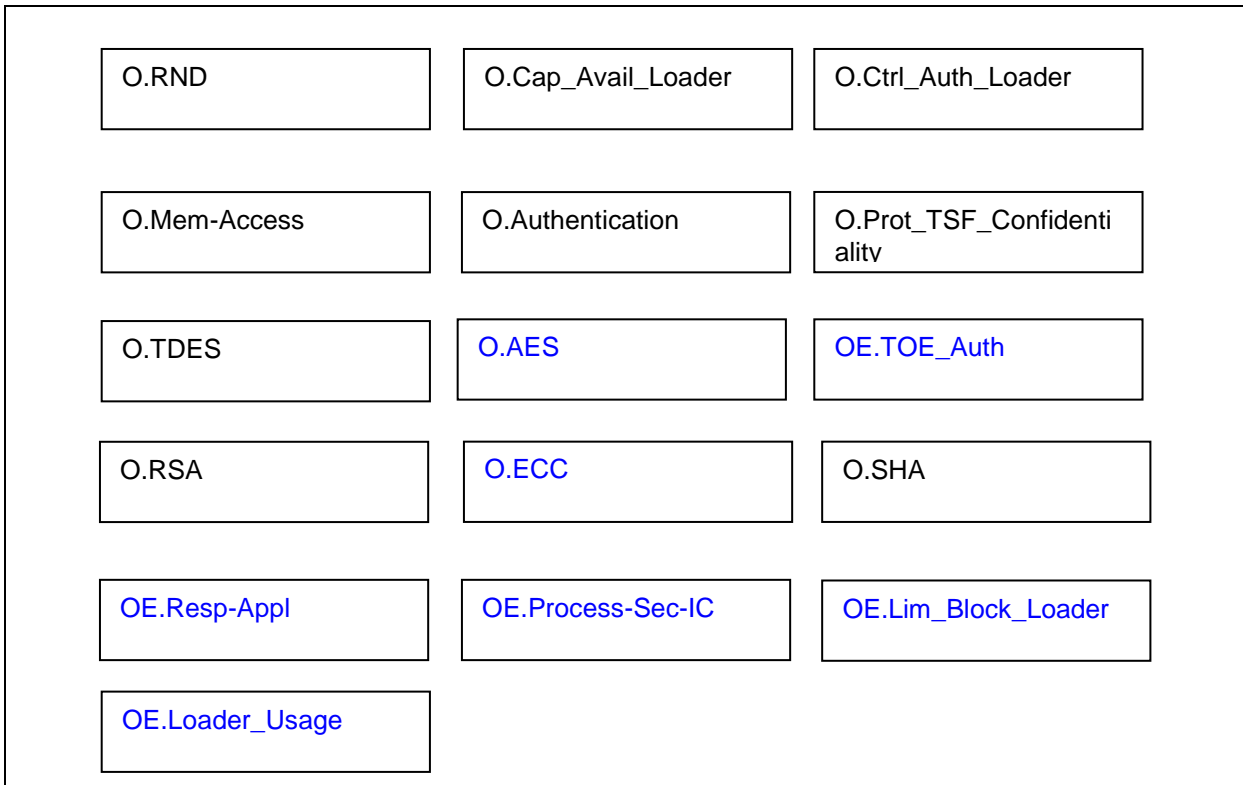 O.RND
O.Cap_Avail_Loader
O.Ctrl_Auth_Loader
O.Mem-Access
O.Authentication
O.Prot_TSF_Confidenti
ality
O.TDES
O.AES
OE.TOE_Auth
O.RSA
O.ECC
O.SHA
OE.Resp-Appl
OE.Process-Sec-IC
OE.Lim_Block_Loader
OE.Loader_Usage